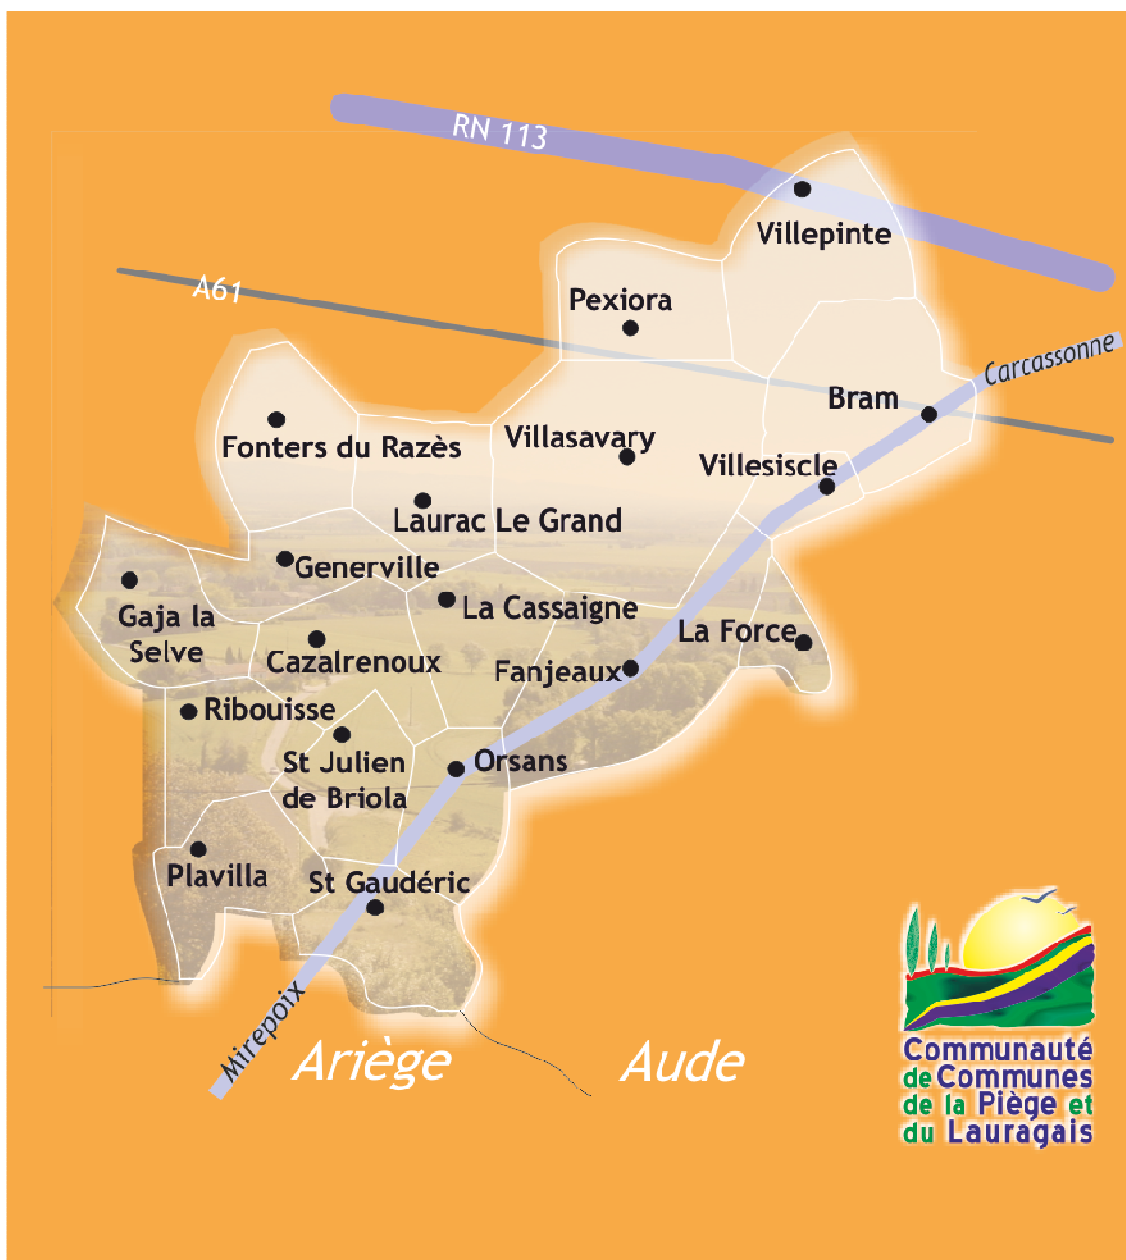 RN 113
Villepinte
A61
Pexiora
Carcassonne
Bram
Villasavary
Fonters du Razès
Villesiscle
Laurac Le Grand
Generville
La Cassaigne
Gaja la
Selve
La Force
Cazalrenoux
Fanjeaux
Ribouisse
St Julien
de Briola
Orsans
Plavilla
St Gaudéric
Mirepoix
Ariège
Aude
Communauté
de Communes
de la Piège et
du Lauragais